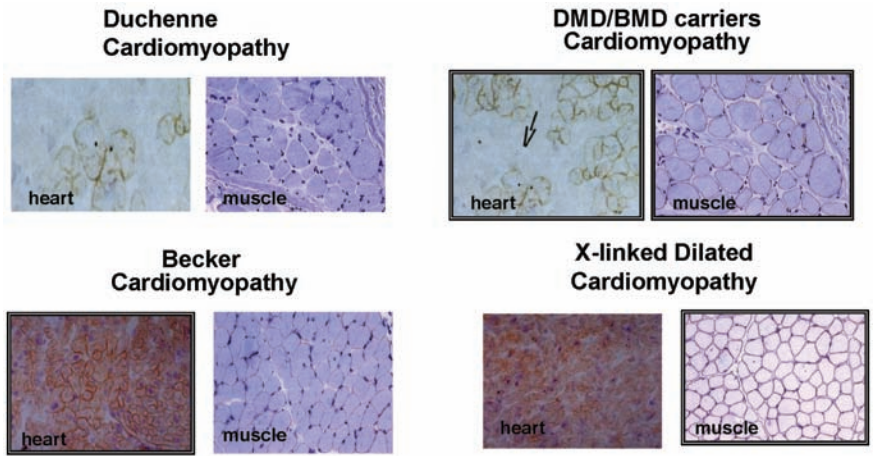 Duchenne
Cardiomyopathy
heart
muscle
DMD/BMD carriers
Cardiomyopathy
heart
muscle
Becker
Cardiomyopathy
heart
muscle
X-linked Dilated
Cardiomyopathy
heart
muscle